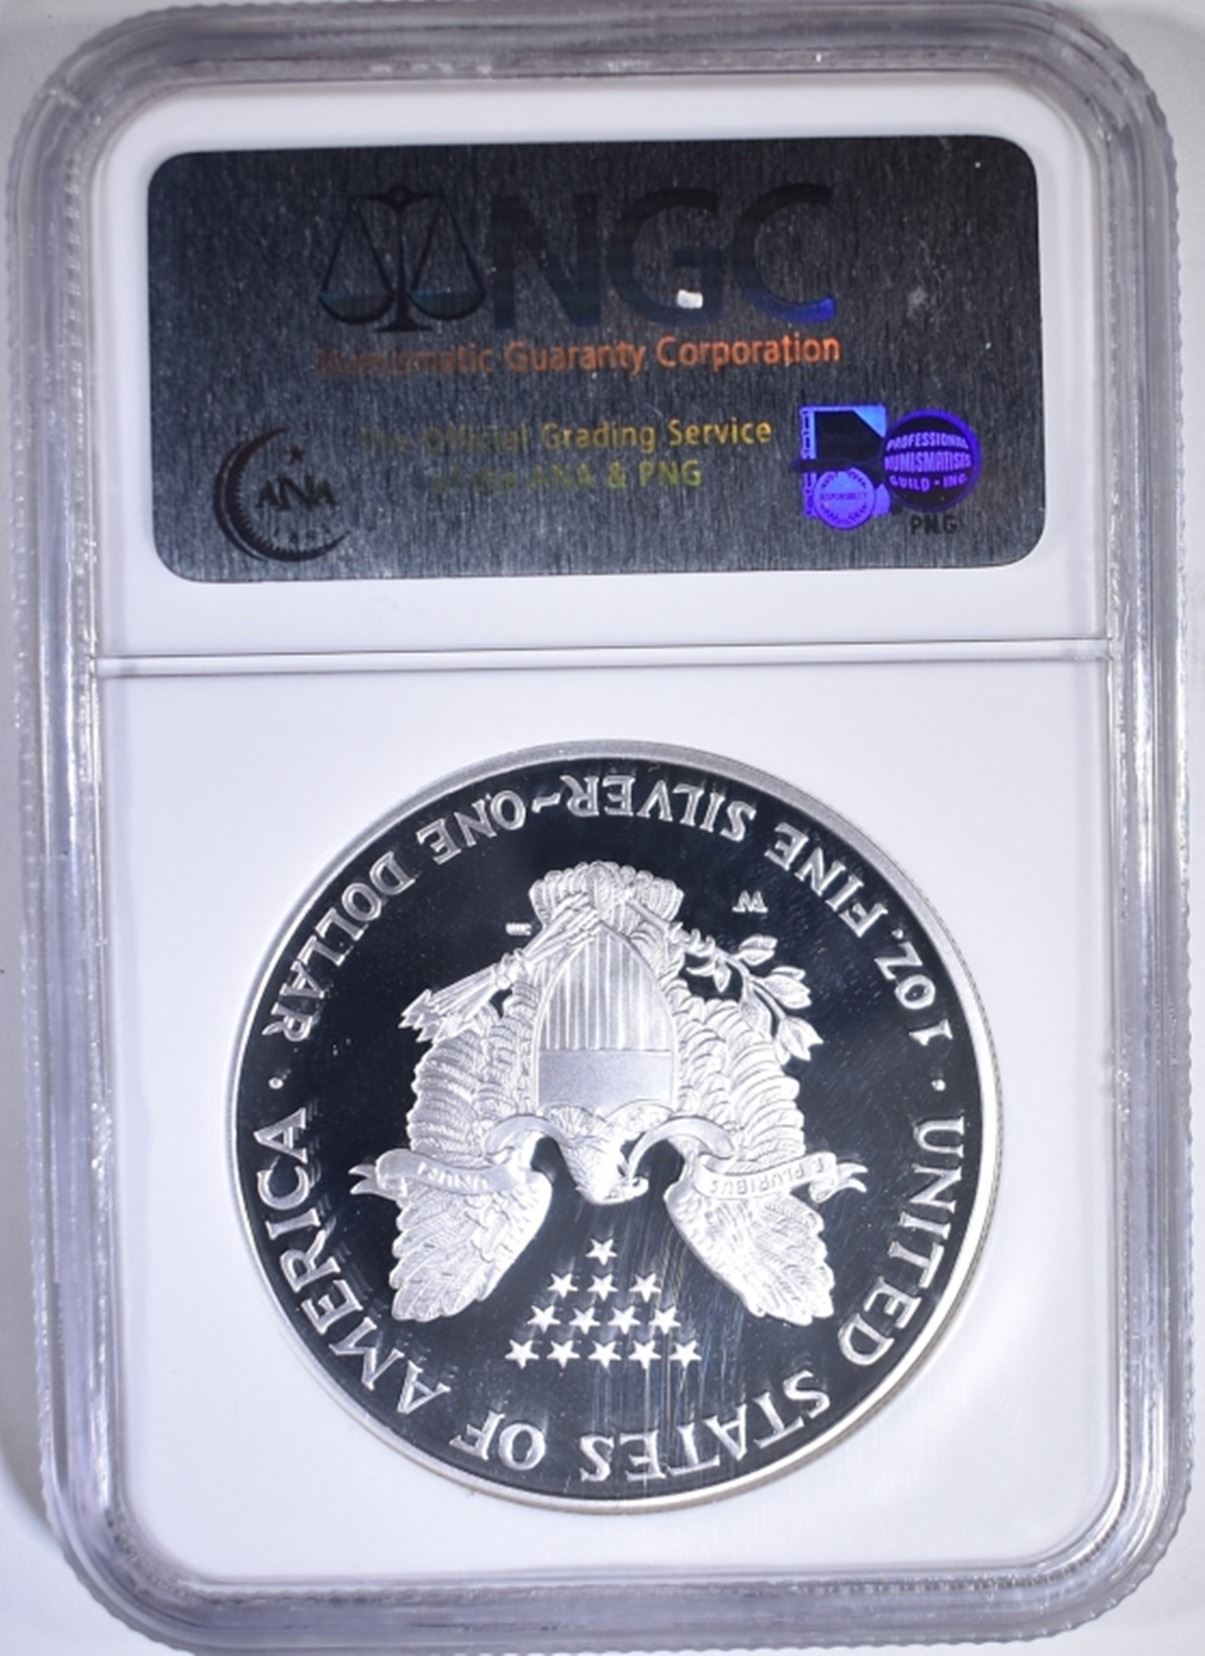 NGC
Numismatic Guaranty Corporation
The Official Grading Service
of the ANA & PNG
ANA
PROFESSIONAL
NUMISMATISTS
GUILD • INC
RESPONSIBILITY
PNG
UNITED STATES OF AMERICA
1 OZ. FINE SILVER~ONE DOLLAR
W
E PLURIBUS
UNUM